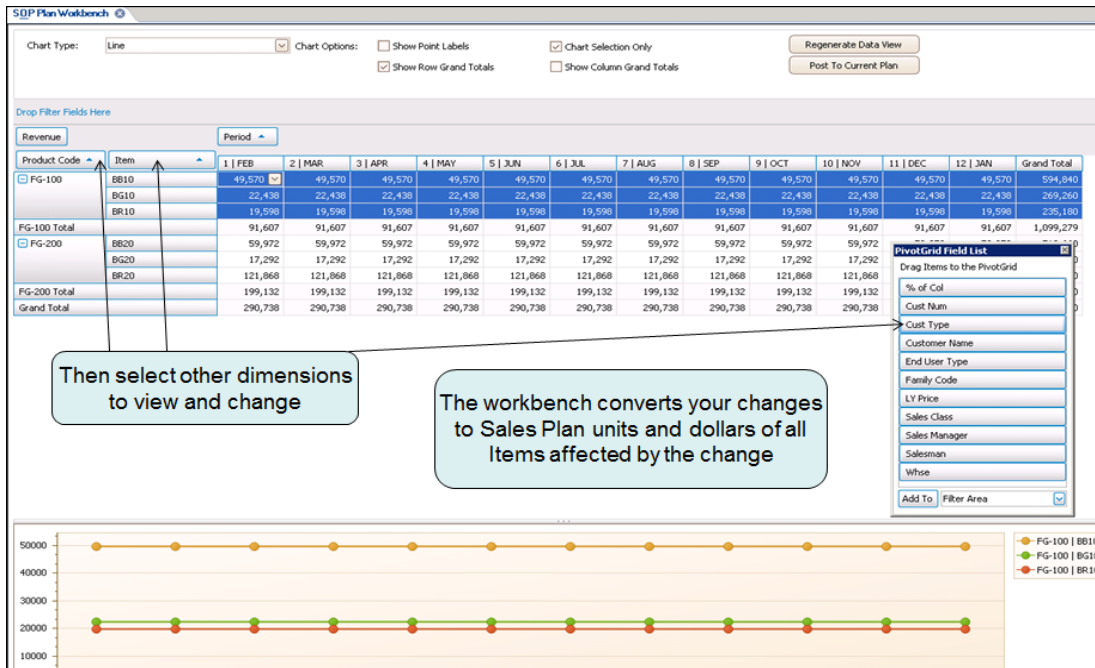 SOP Plan Workbench
Chart Type: Line Chart Options: Show Point Labels Chart Selection Only Regenerate Data View
Show Row Grand Totals Show Column Grand Totals Post To Current Plan
Drop Filter Fields Here
Revenue Period
Product Code Item 1 | FEB 2 | MAR 3 | APR 4 | MAY 5 | JUN 6 | JUL 7 | AUG 8 | SEP 9 | OCT 10 | NOV 11 | DEC 12 | JAN Grand Total
FG-100 BB10 49,570 49,570 49,570 49,570 49,570 49,570 49,570 49,570 49,570 49,570 49,570 49,570 594,840
BG10 22,438 22,438 22,438 22,438 22,438 22,438 22,438 22,438 22,438 22,438 22,438 22,438 269,260
BR10 19,598 19,598 19,598 19,598 19,598 19,598 19,598 19,598 19,598 19,598 19,598 19,598 235,180
FG-100 Total 91,607 91,607 91,607 91,607 91,607 91,607 91,607 91,607 91,607 91,607 91,607 91,607 1,099,279
FG-200 BB20 59,972 59,972 59,972 59,972 59,972 59,972 59,972 59,972 59,972 59,972
BG20 17,292 17,292 17,292 17,292 17,292 17,292 17,292 17,292 17,292 17,292
BR20 121,868 121,868 121,868 121,868 121,868 121,868 121,868 121,868 121,868 121,868
FG-200 Total 199,132 199,132 199,132 199,132 199,132 199,132 199,132 199,132 199,132 199,132
Grand Total 290,738 290,738 290,738 290,738 290,738 290,738 290,738 290,738 290,738 290,738
PivotGrid Field List
Drag Items to the PivotGrid
% of Col
Cust Num
Cust Type
Customer Name
End User Type
Family Code
LY Price
Sales Class
Sales Manager
Salesman
Whse
Add To Filter Area
Then select other dimensions
to view and change
The workbench converts your changes
to Sales Plan units and dollars of all
Items affected by the change
50000
40000
30000
20000
10000
FG-100 | BB10
FG-100 | BG10
FG-100 | BR10